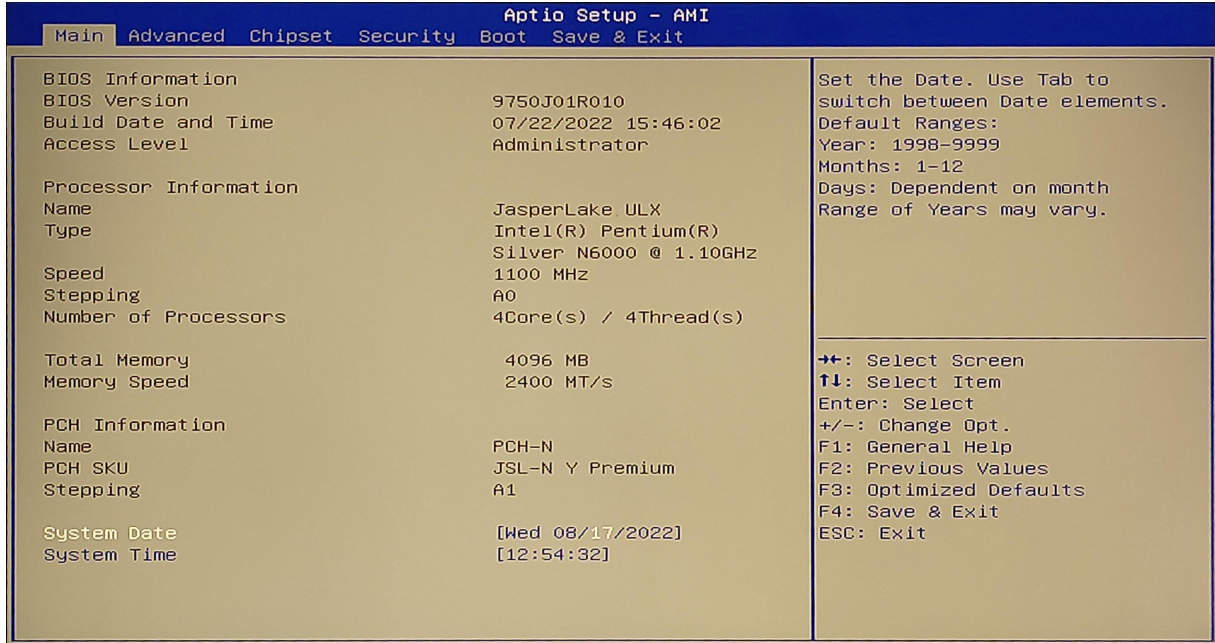 Aptio Setup – AMI
Main Advanced Chipset Security Boot Save & Exit
BIOS Information
BIOS Version 9750J01R010
Build Date and Time 07/22/2022 15:46:02
Access Level Administrator
Processor Information
Name JasperLake ULX
Type Intel(R) Pentium(R)
Silver N6000 @ 1.10GHz
Speed 1100 MHz
Stepping A0
Number of Processors 4Core(s) / 4Thread(s)
Total Memory 4096 MB
Memory Speed 2400 MT/s
PCH Information
Name PCH-N
PCH SKU JSL-N Y Premium
Stepping A1
System Date [Wed 08/17/2022]
System Time [12:54:32]
Set the Date. Use Tab to
switch between Date elements.
Default Ranges:
Year: 1998-9999
Months: 1-12
Days: Dependent on month
Range of Years may vary.
→←: Select Screen
↑↓: Select Item
Enter: Select
+/-: Change Opt.
F1: General Help
F2: Previous Values
F3: Optimized Defaults
F4: Save & Exit
ESC: Exit